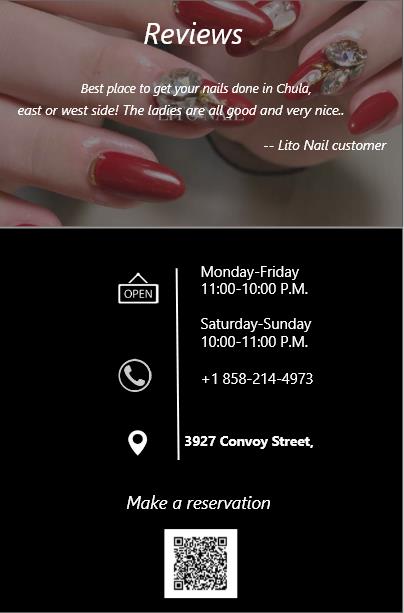 Reviews
Best place to get your nails done in Chula,
east or west side! The ladies are all good and very nice..
-- Lito Nail customer
Monday-Friday
OPEN
11:00-10:00 P.M.
Saturday-Sunday
10:00-11:00 P.M.
+1 858-214-4973
3927 Convoy Street,
Make a reservation